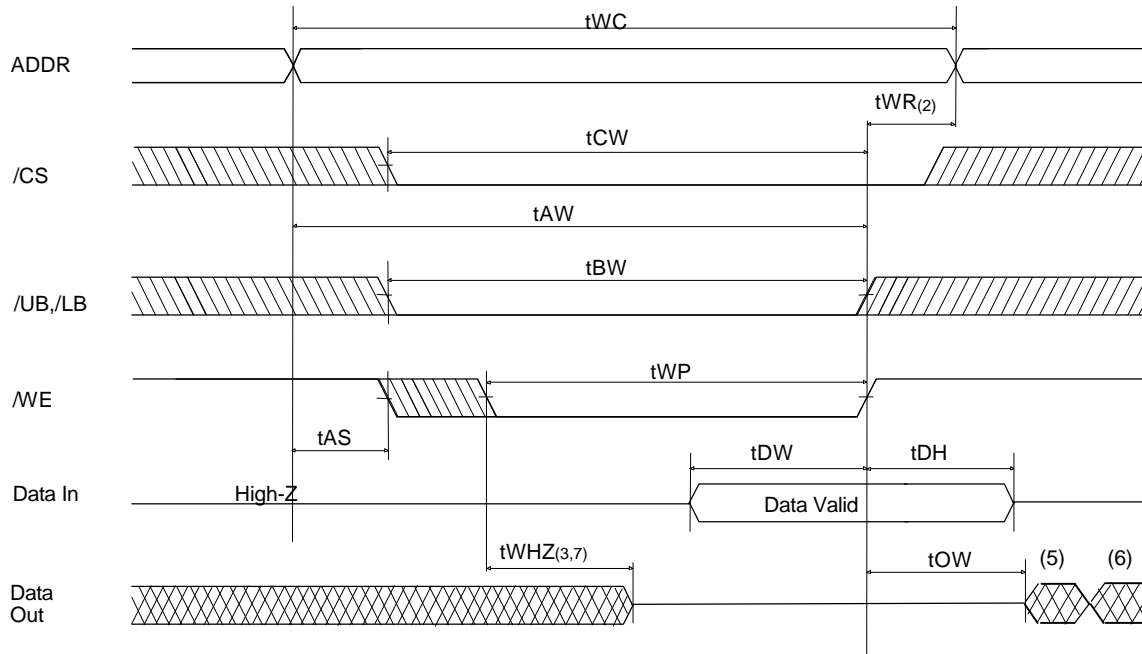 tWC
ADDR
tWR(2)
tCW
/CS
tAW
tBW
/UB,/LB
tWP
/WE
tAS
tDW
tDH
Data In
High-Z
Data Valid
tWHZ(3,7)
tOW
(5)
(6)
Data
Out